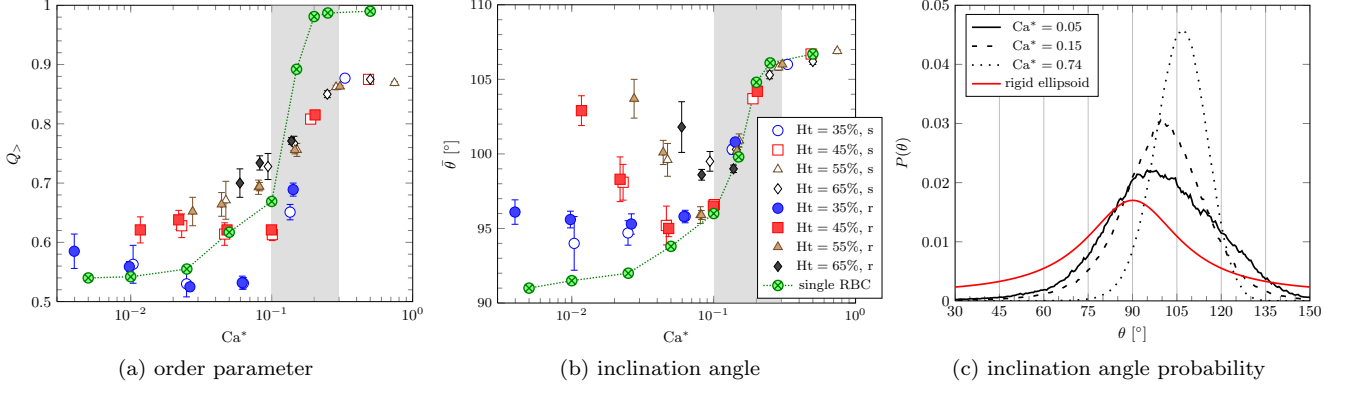 1
0.9
0.8
0.7
0.6
0.5
Q>
10−2
10−1
100
Ca*
(a) order parameter
110
105
100
95
90
θ̄ [°]
10−2
10−1
100
Ca*
Ht = 35%, s
Ht = 45%, s
Ht = 55%, s
Ht = 65%, s
Ht = 35%, r
Ht = 45%, r
Ht = 55%, r
Ht = 65%, r
single RBC
(b) inclination angle
0.05
0.04
0.03
0.02
0.01
0
P(θ)
Ca* = 0.05
Ca* = 0.15
Ca* = 0.74
rigid ellipsoid
30 45 60 75 90 105 120 135 150
θ [°]
(c) inclination angle probability